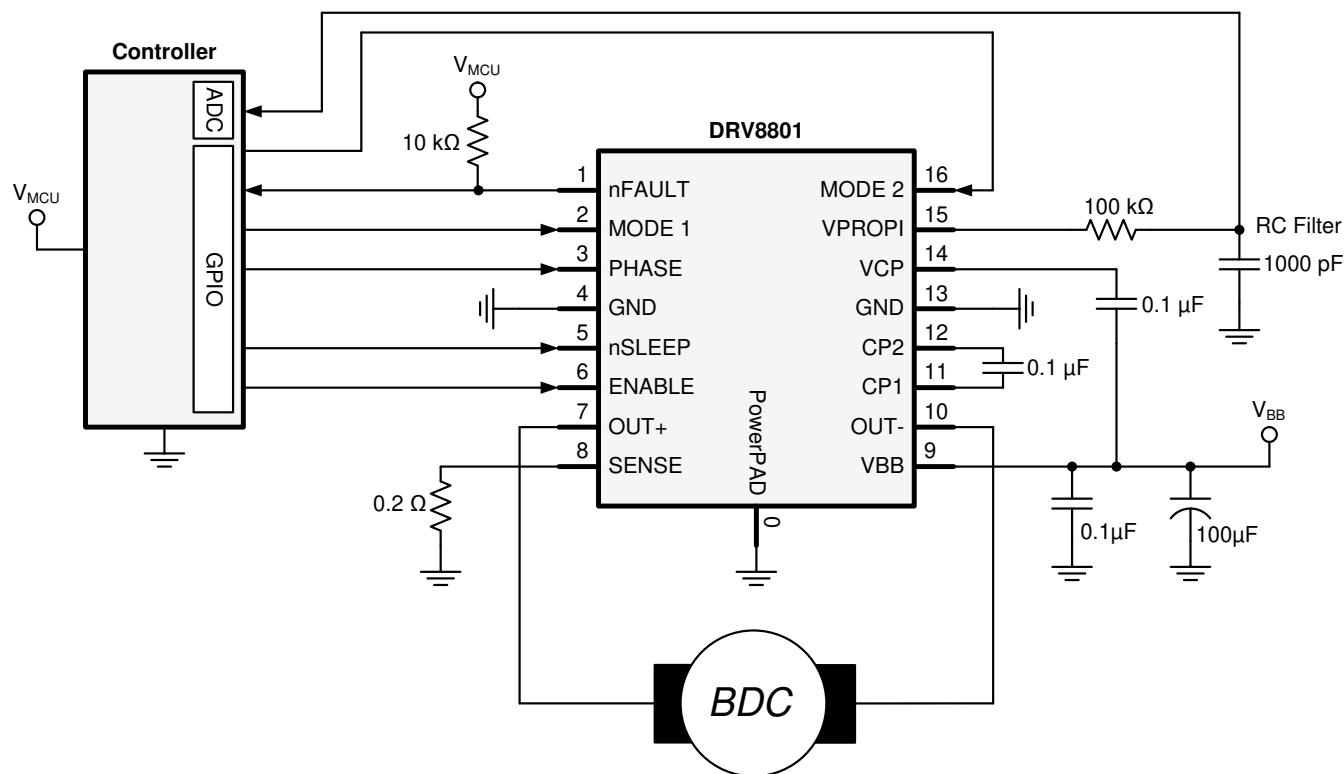 Controller
ADC
GPIO
VMCU
VMCU
10 kΩ
DRV8801
1
nFAULT
2
MODE 1
3
PHASE
4
GND
5
nSLEEP
6
ENABLE
7
OUT+
8
SENSE
16
MODE 2
15
VPROPI
14
VCP
13
GND
12
CP2
11
CP1
10
OUT-
9
VBB
PowerPAD
0
100 kΩ
RC Filter
1000 pF
0.1 µF
0.1 µF
VBB
0.1µF
100µF
0.2 Ω
BDC